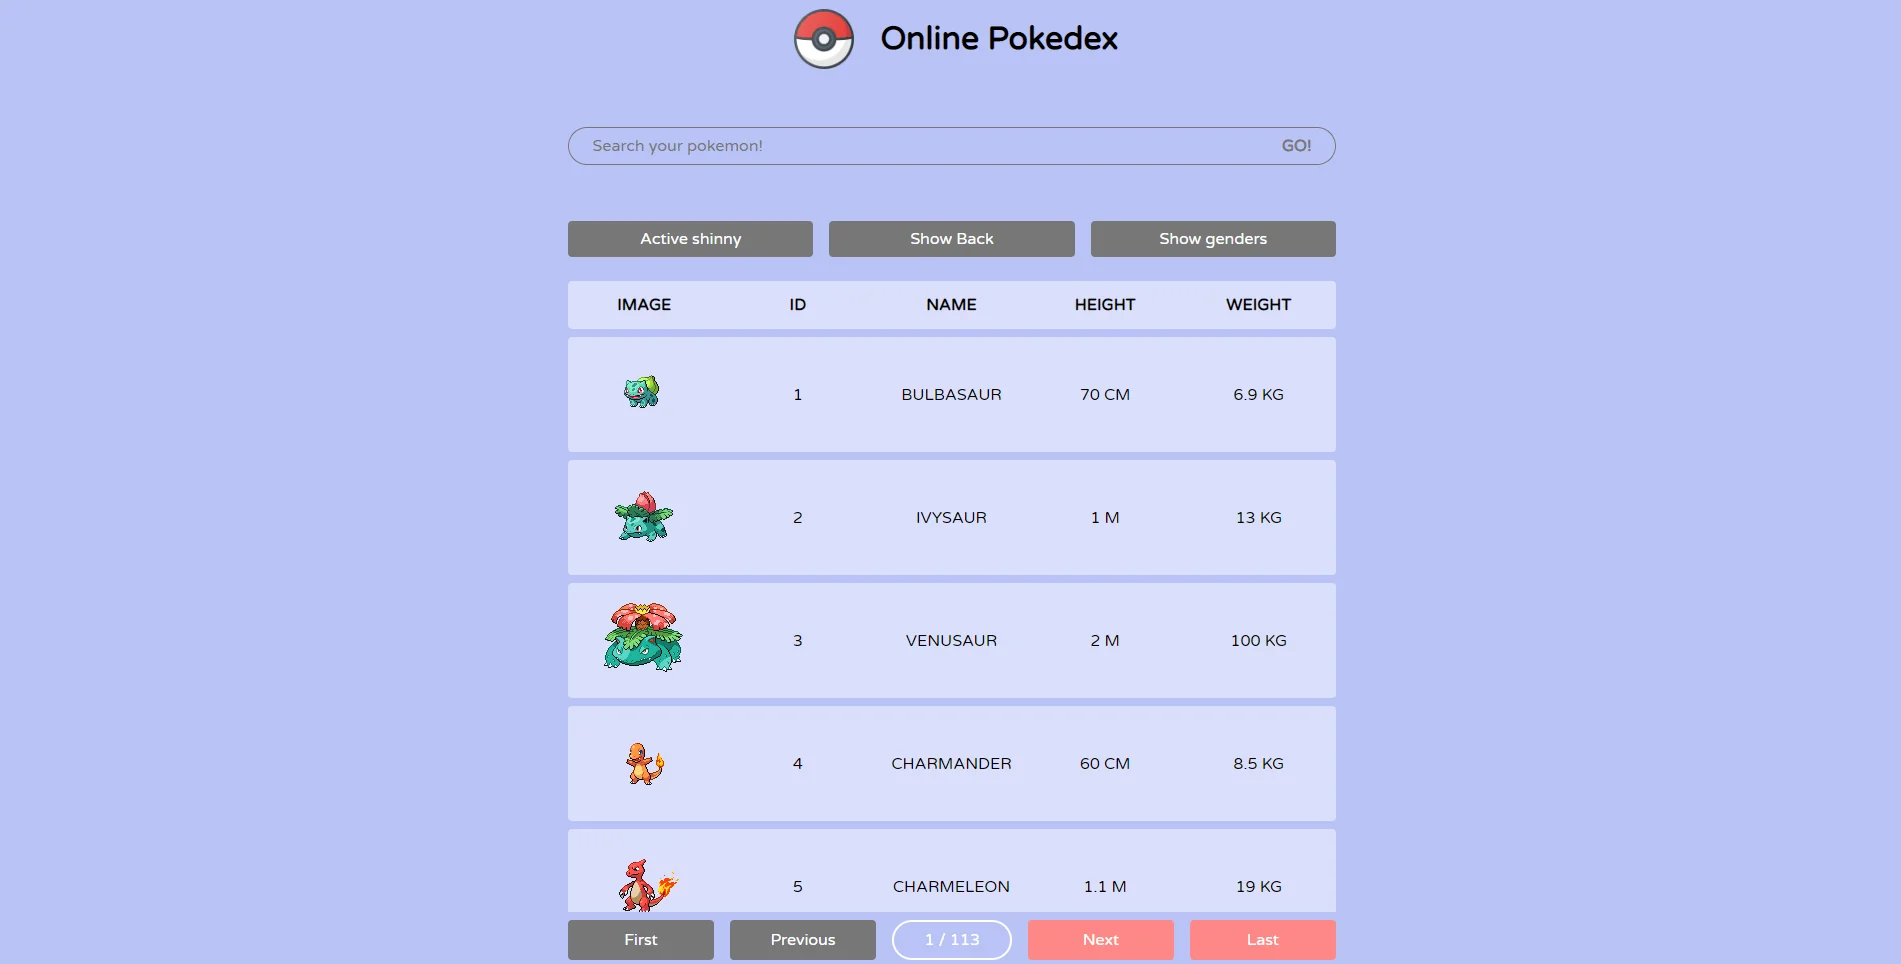 Online Pokedex
Search your pokemon! GO!
Active shinny Show Back Show genders
IMAGE ID NAME HEIGHT WEIGHT
1 BULBASAUR 70 CM 6.9 KG
2 IVYSAUR 1 M 13 KG
3 VENUSAUR 2 M 100 KG
4 CHARMANDER 60 CM 8.5 KG
5 CHARMELEON 1.1 M 19 KG
First Previous 1 / 113 Next Last